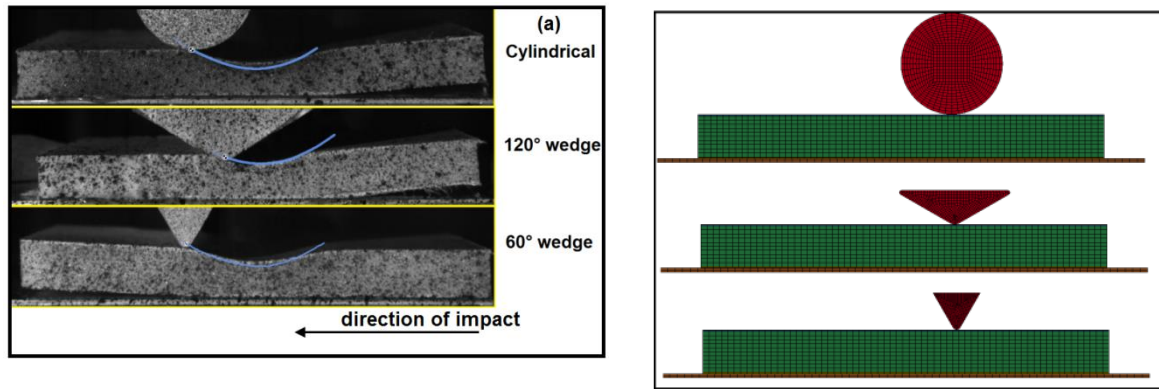 (a)
Cylindrical
120° wedge
60° wedge
direction of impact